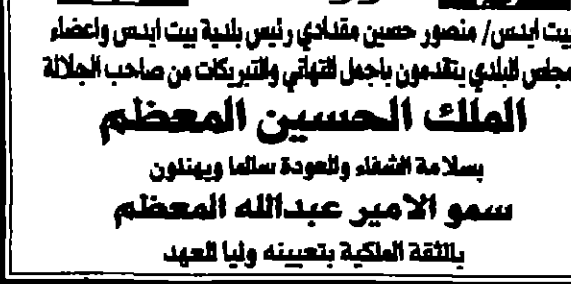 بيت ايدس/ منصور حسين مقدادي رئيس بلدية بيت ايدس واعضاء
مجلس البلدي يتقدمون باجمل التهاني والتبريكات من صاحب الجلالة
الملك الحسين المعظم
بسلامة الشفاء والعودة سالما ويهنئون
سمو الامير عبدالله المعظم
بالثقة الملكية بتعيينه وليا للعهد